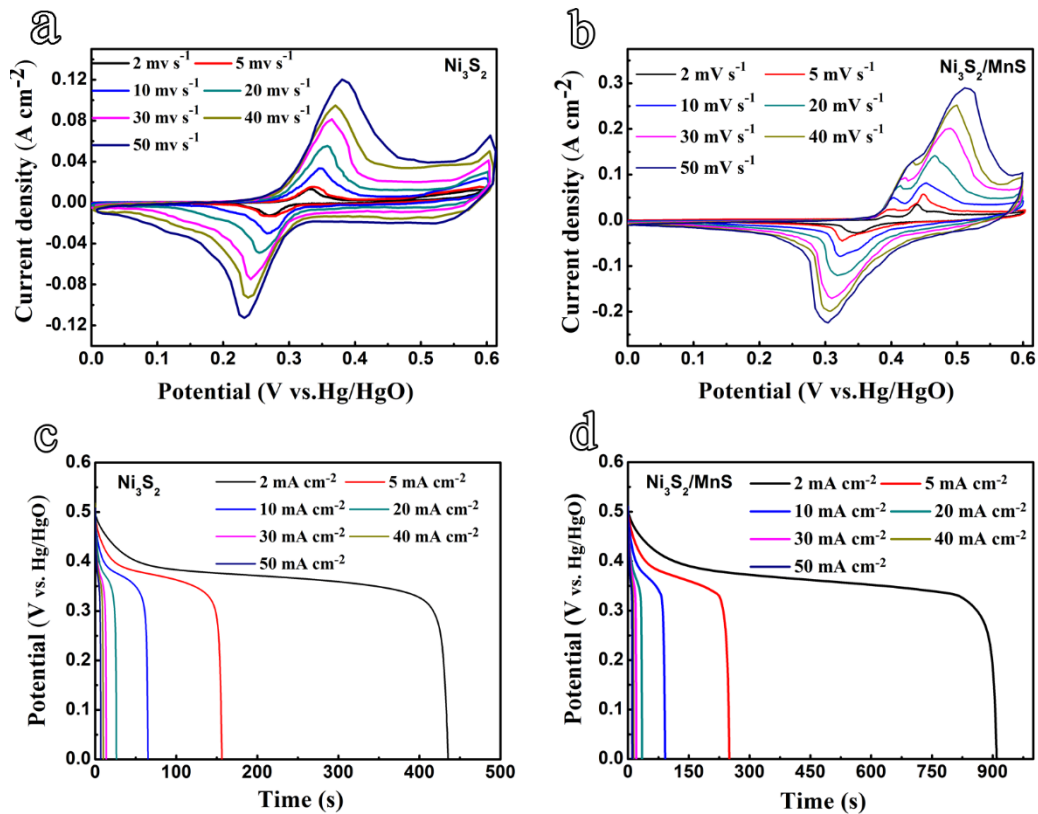 a
Ni₃S₂
2 mv s⁻¹ 5 mv s⁻¹
10 mv s⁻¹ 20 mv s⁻¹
30 mv s⁻¹ 40 mv s⁻¹
50 mv s⁻¹
Current density (A cm⁻²)
0.12
0.08
0.04
0.00
-0.04
-0.08
-0.12
0.0 0.1 0.2 0.3 0.4 0.5 0.6
Potential (V vs.Hg/HgO)
b
Ni₃S₂/MnS
2 mV s⁻¹ 5 mV s⁻¹
10 mV s⁻¹ 20 mV s⁻¹
30 mV s⁻¹ 40 mV s⁻¹
50 mV s⁻¹
Current density (A cm⁻²)
0.3
0.2
0.1
0.0
-0.1
-0.2
0.0 0.1 0.2 0.3 0.4 0.5 0.6
Potential (V vs.Hg/HgO)
c
Ni₃S₂
2 mA cm⁻² 5 mA cm⁻²
10 mA cm⁻² 20 mA cm⁻²
30 mA cm⁻² 40 mA cm⁻²
50 mA cm⁻²
Potential (V vs. Hg/HgO)
0.6
0.5
0.4
0.3
0.2
0.1
0.0
0 100 200 300 400 500
Time (s)
d
Ni₃S₂/MnS
2 mA cm⁻² 5 mA cm⁻²
10 mA cm⁻² 20 mA cm⁻²
30 mA cm⁻² 40 mA cm⁻²
50 mA cm⁻²
Potential (V vs. Hg/HgO)
0.6
0.5
0.4
0.3
0.2
0.1
0.0
0 150 300 450 600 750 900
Time (s)